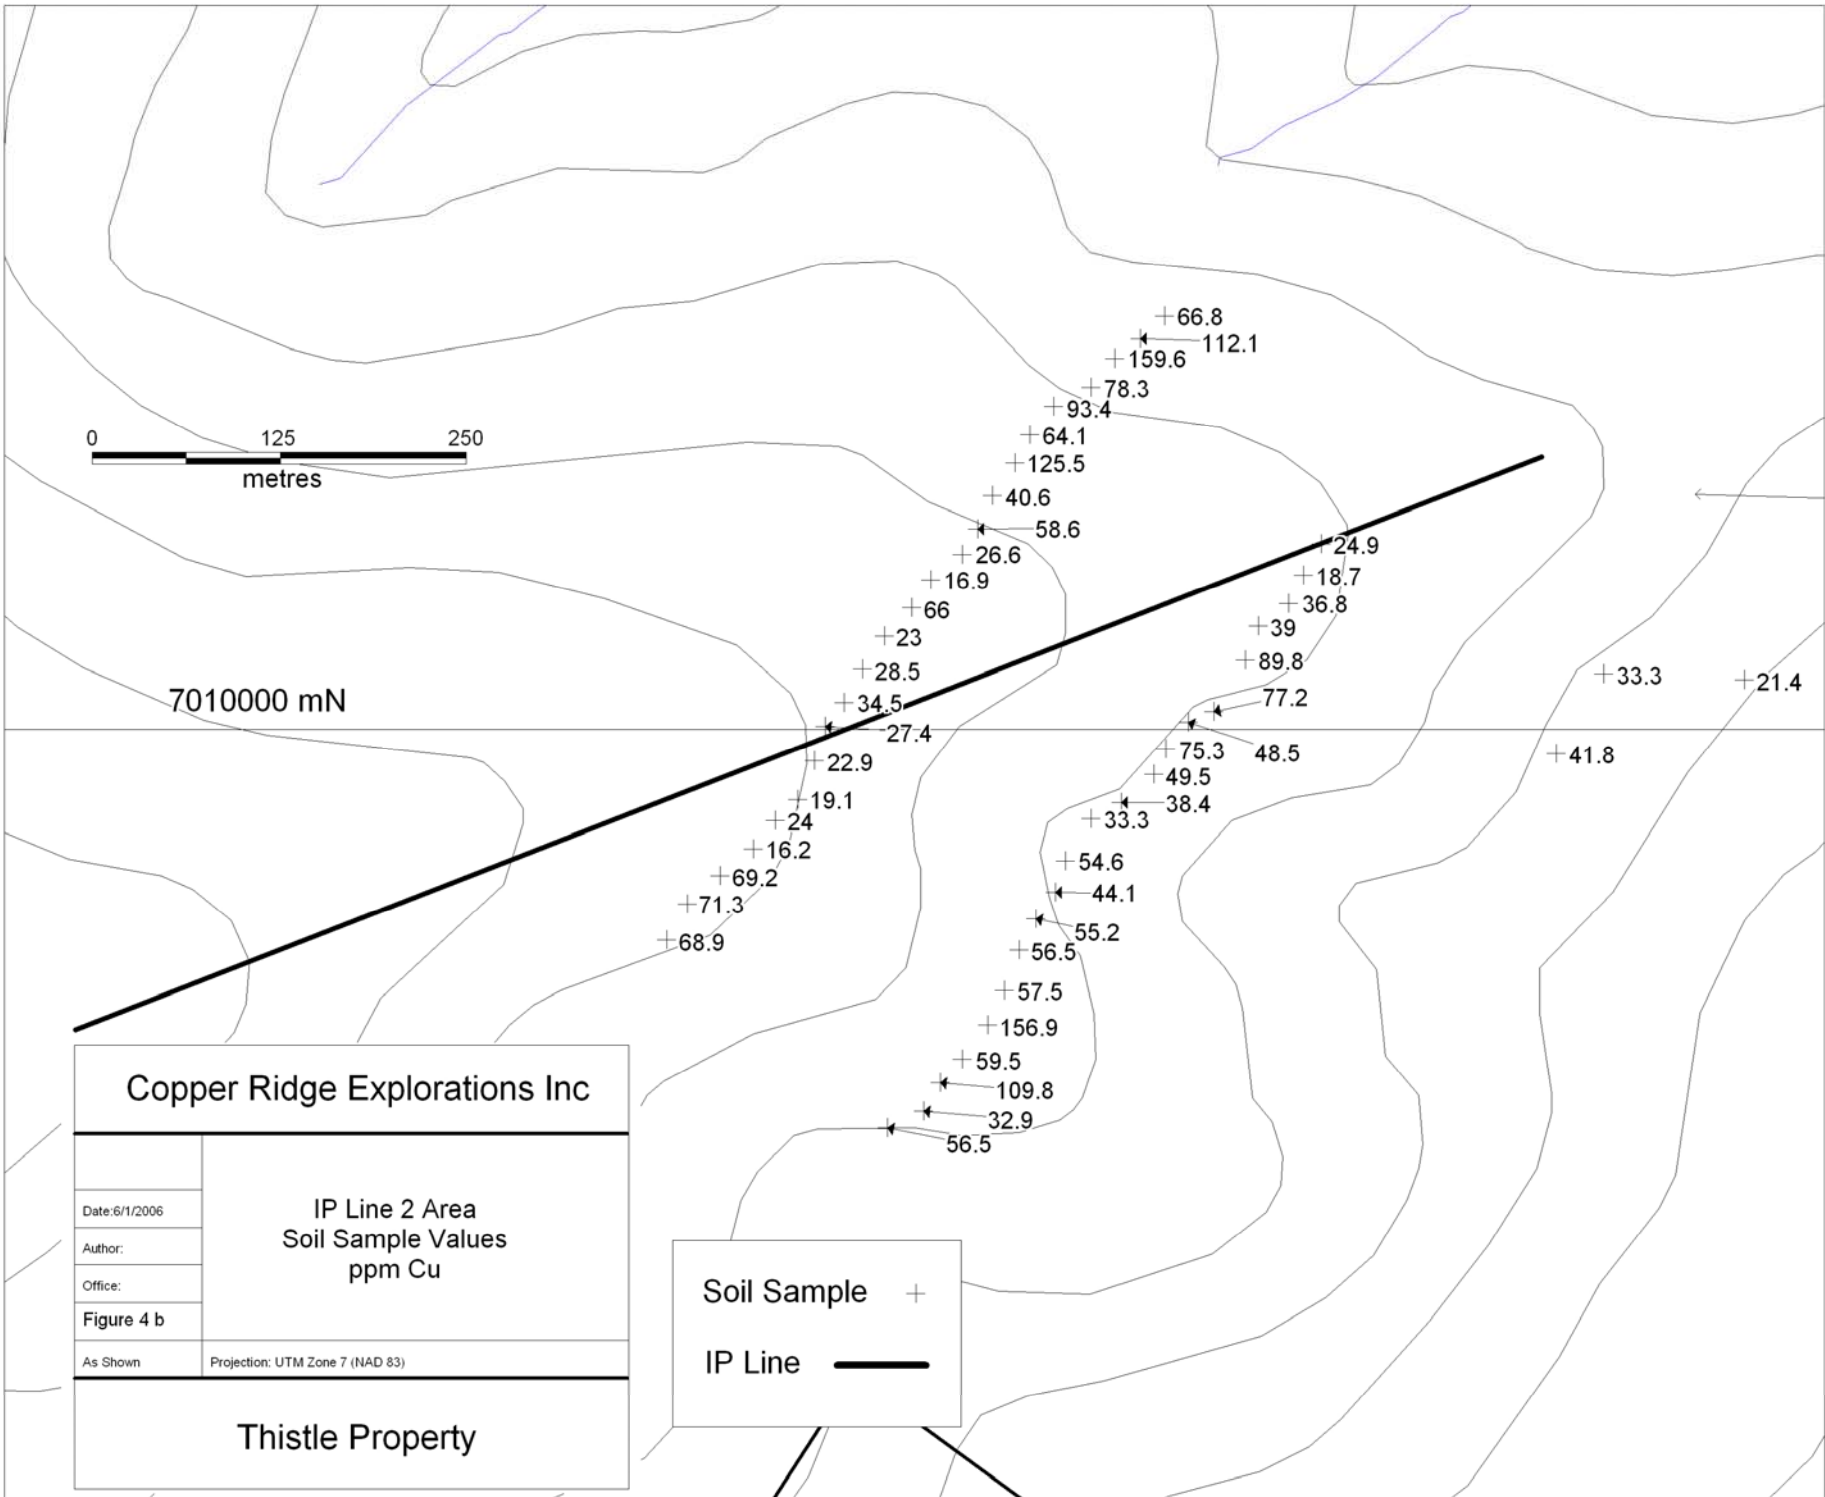 66.8
112.1
159.6
78.3
93.4
64.1
125.5
40.6
58.6
26.6
16.9
66
23
28.5
34.5
27.4
22.9
19.1
24
16.2
69.2
71.3
68.9
24.9
18.7
36.8
39
89.8
77.2
48.5
75.3
49.5
38.4
33.3
54.6
44.1
55.2
56.5
57.5
156.9
59.5
109.8
32.9
56.5
33.3
21.4
41.8
0 125 250
metres
7010000 mN
Copper Ridge Explorations Inc
Date:6/1/2006
Author:
Office:
Figure 4 b
As Shown
IP Line 2 Area
Soil Sample Values
ppm Cu
Projection: UTM Zone 7 (NAD 83)
Thistle Property
Soil Sample
IP Line